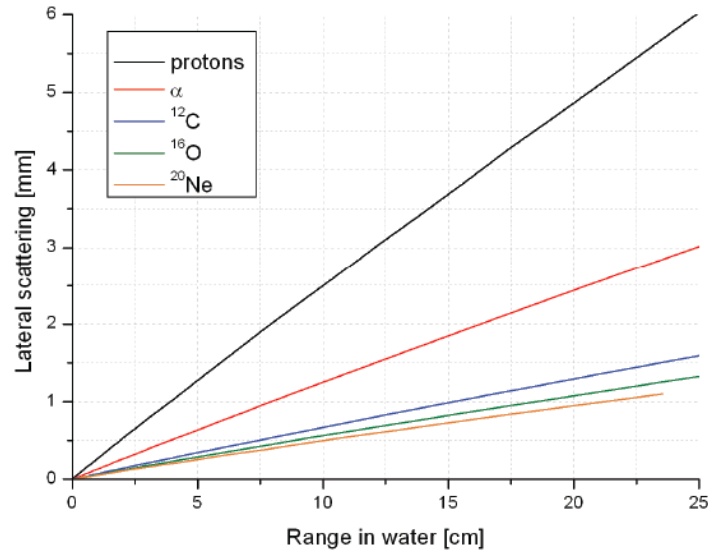 6
5
4
3
2
1
0
Lateral scattering [mm]
protons
α
¹²C
¹⁶O
²⁰Ne
0 5 10 15 20 25
Range in water [cm]